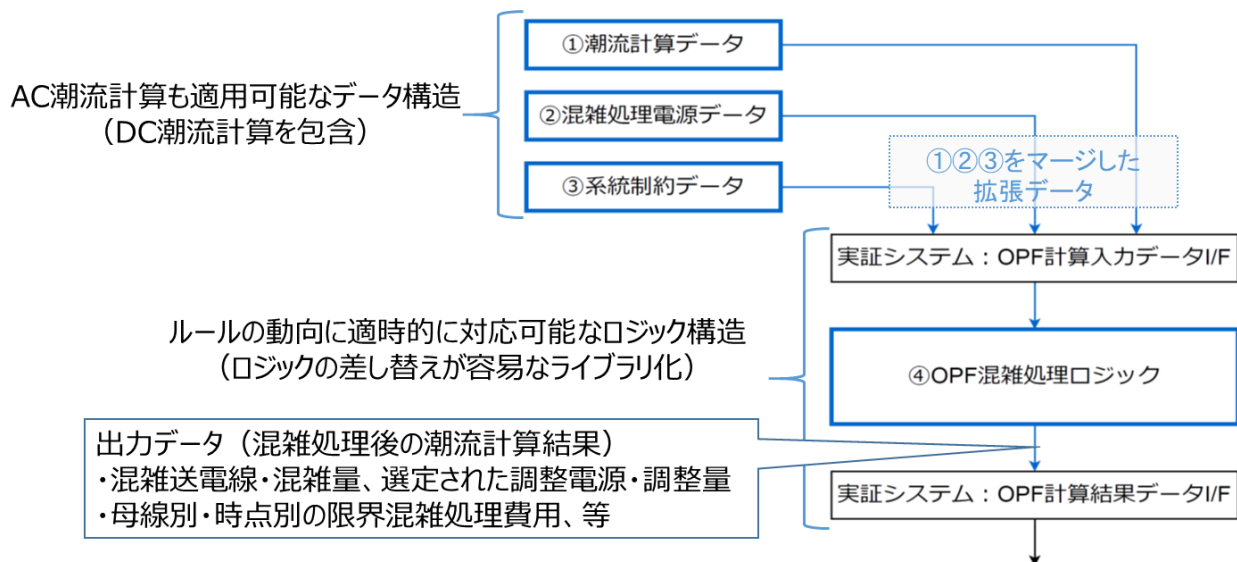 ①潮流計算データ
AC潮流計算も適用可能なデータ構造
（DC潮流計算を包含）
②混雑処理電源データ
①②③をマージした
拡張データ
③系統制約データ
実証システム：OPF計算入力データI/F
ルールの動向に適時的に対応可能なロジック構造
（ロジックの差し替えが容易なライブラリ化）
④OPF混雑処理ロジック
出力データ（混雑処理後の潮流計算結果）
・混雑送電線・混雑量、選定された調整電源・調整量
・母線別・時点別の限界混雑処理費用、等
実証システム：OPF計算結果データI/F